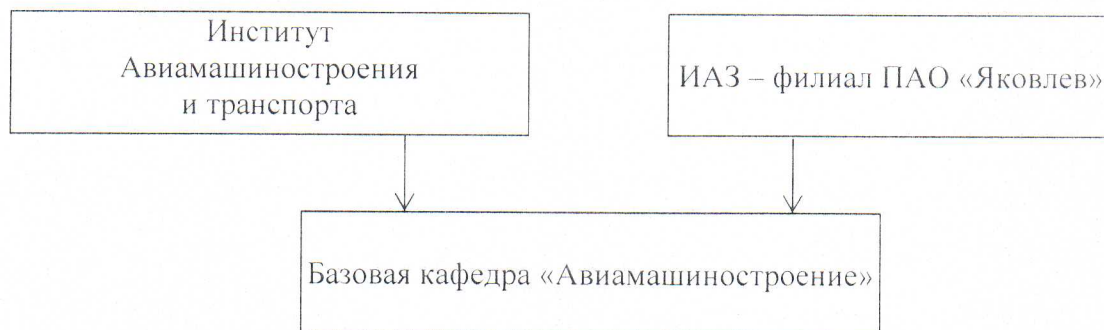 Институт
Авиамашиностроения
и транспорта
ИАЗ – филиал ПАО «Яковлев»
Базовая кафедра «Авиамашиностроение»